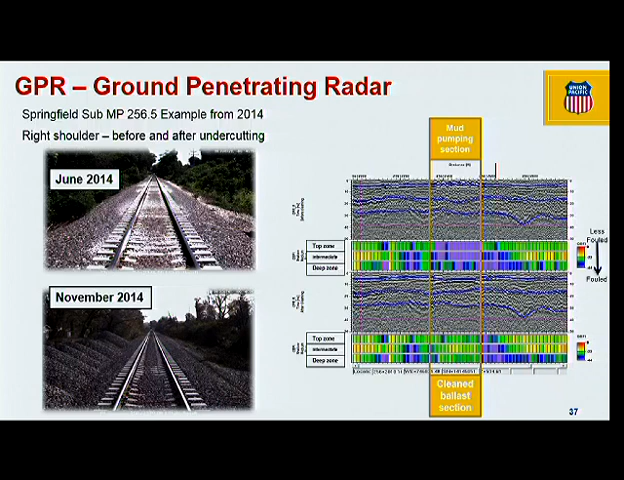 GPR – Ground Penetrating Radar
UNION
PACIFIC
Springfield Sub MP 256.5 Example from 2014
Right shoulder – before and after undercutting
June 2014
November 2014
Mud
pumping
section
Top zone
Intermediate
Deep zone
Less
Fouled
Fouled
Top zone
Intermediate
Deep zone
Cleaned
ballast
section
37